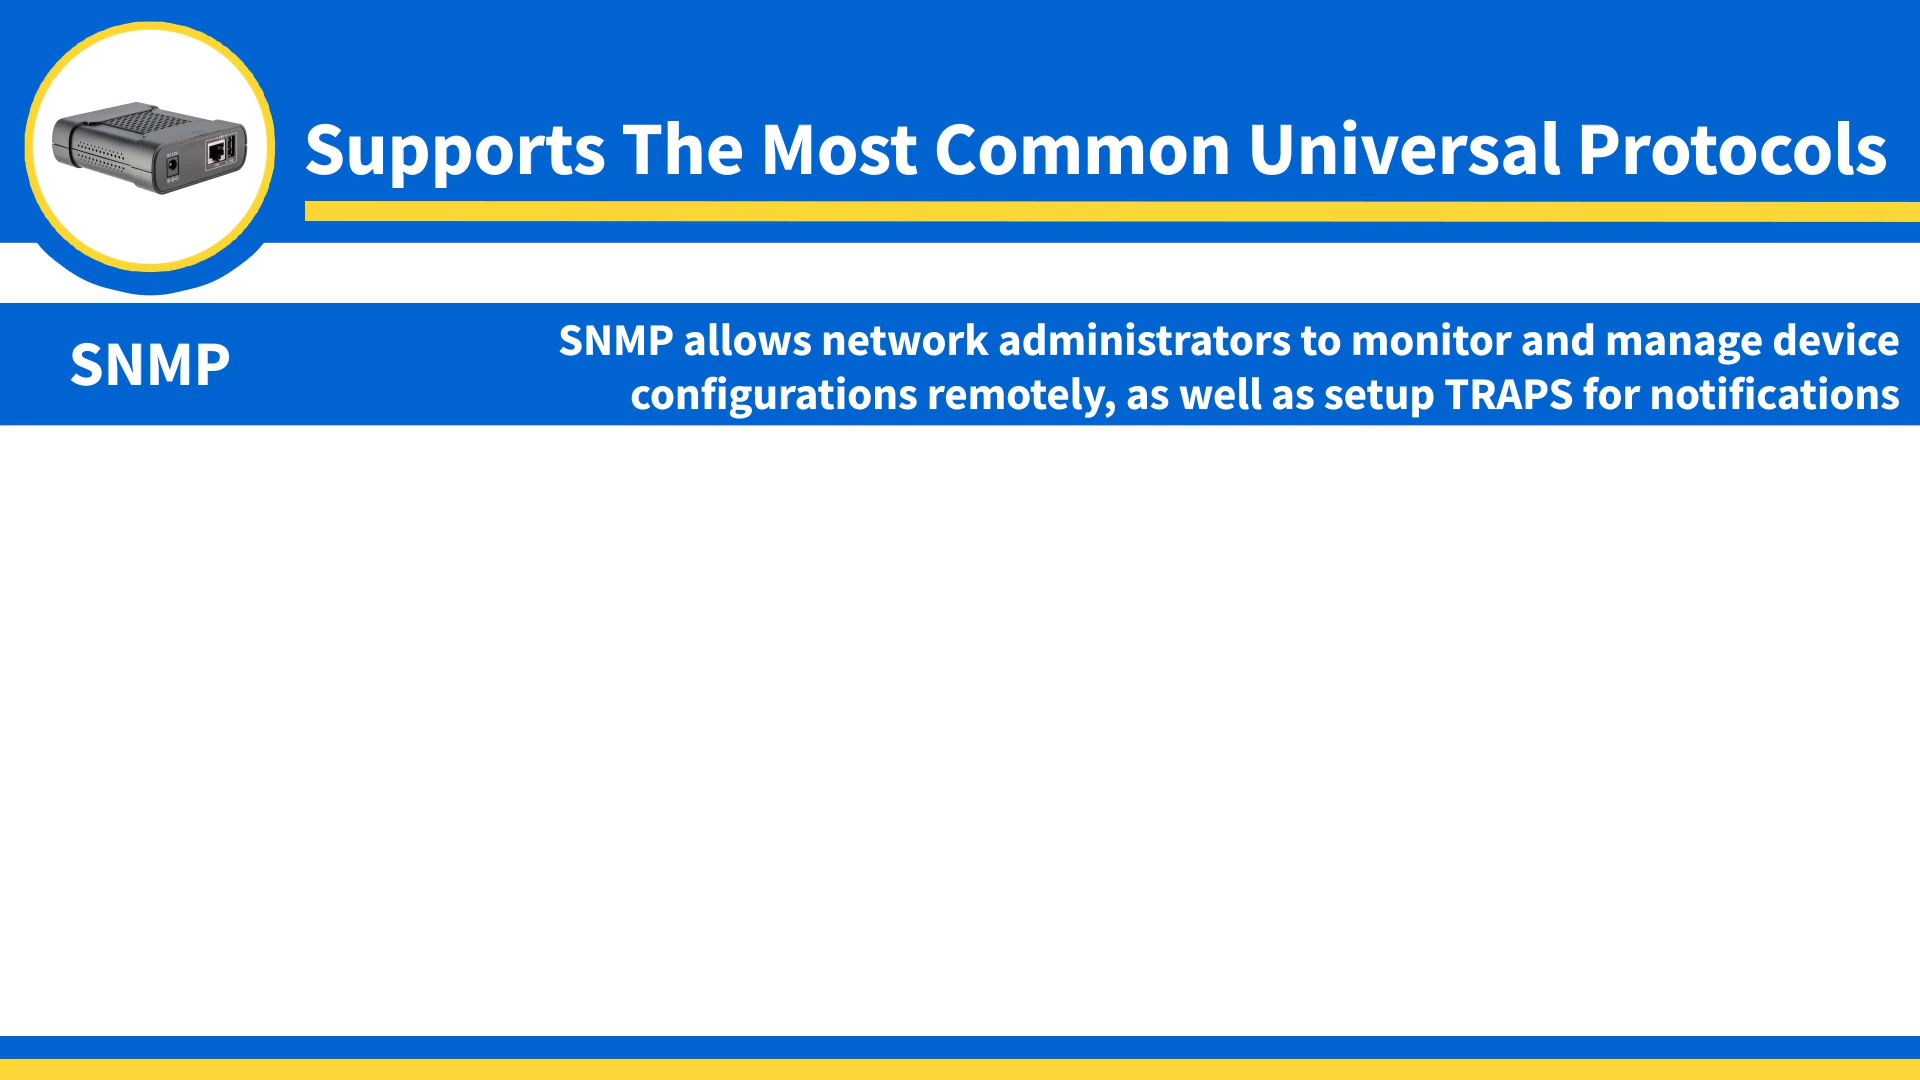 Supports The Most Common Universal Protocols
SNMP
SNMP allows network administrators to monitor and manage device
configurations remotely, as well as setup TRAPS for notifications